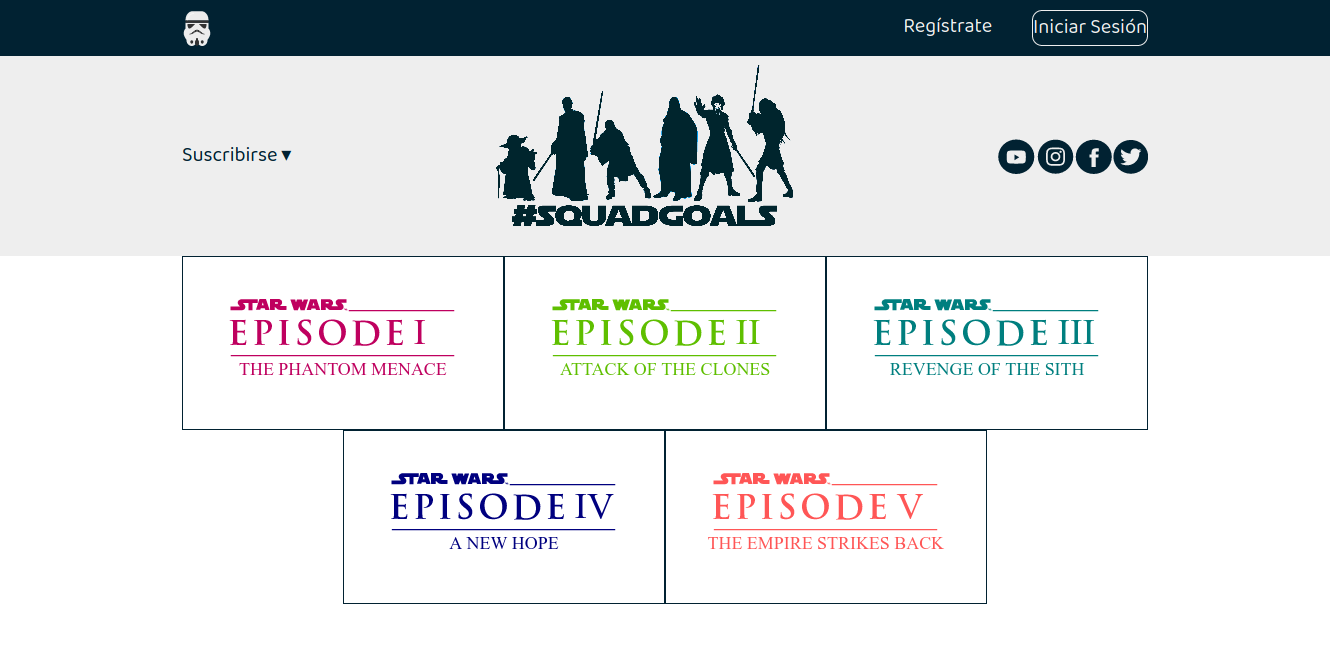 Regístrate
Iniciar Sesión
Suscribirse ▼
#SQUADGOALS
STAR WARS
EPISODE I
THE PHANTOM MENACE
STAR WARS
EPISODE II
ATTACK OF THE CLONES
STAR WARS
EPISODE III
REVENGE OF THE SITH
STAR WARS
EPISODE IV
A NEW HOPE
STAR WARS
EPISODE V
THE EMPIRE STRIKES BACK